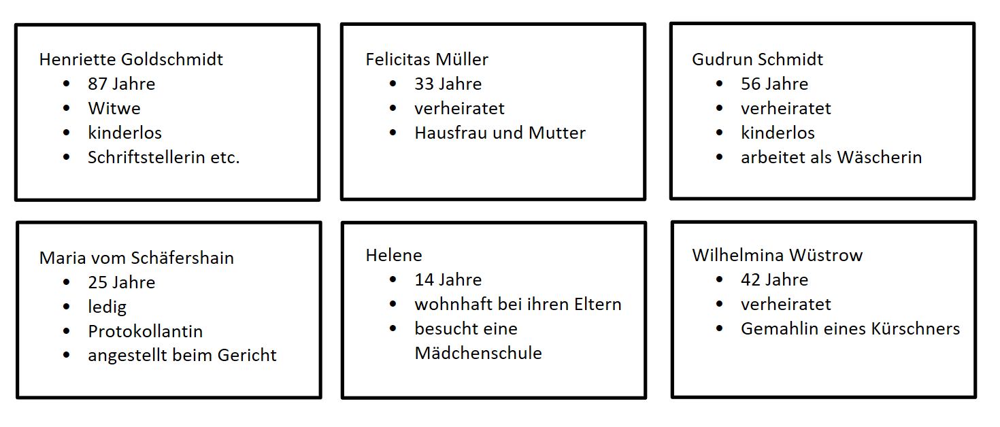 Henriette Goldschmidt
• 87 Jahre
• Witwe
• kinderlos
• Schriftstellerin etc.
Felicitas Müller
• 33 Jahre
• verheiratet
• Hausfrau und Mutter
Gudrun Schmidt
• 56 Jahre
• verheiratet
• kinderlos
• arbeitet als Wäscherin
Maria vom Schäfershain
• 25 Jahre
• ledig
• Protokollantin
• angestellt beim Gericht
Helene
• 14 Jahre
• wohnhaft bei ihren Eltern
• besucht eine
Mädchenschule
Wilhelmina Wüstrow
• 42 Jahre
• verheiratet
• Gemahlin eines Kürschners